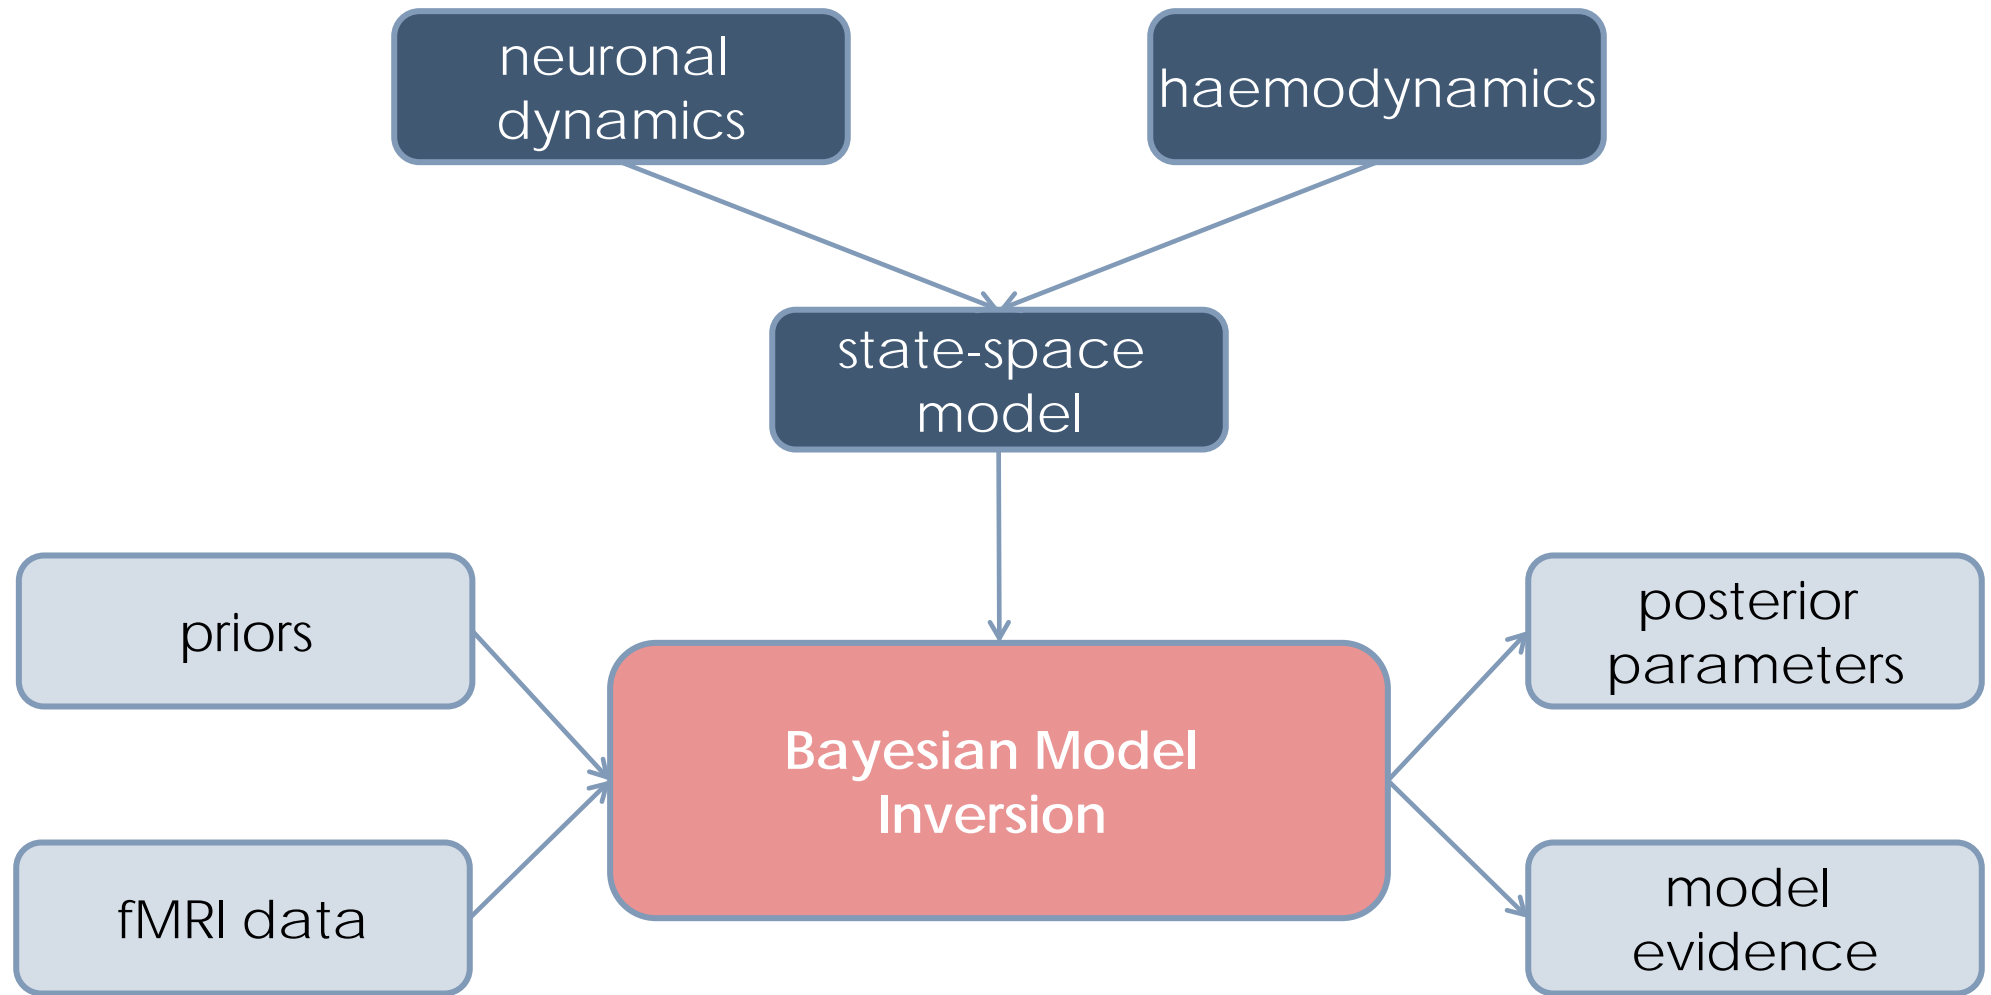 neuronal
dynamics
haemodynamics
state-space
model
priors
fMRI data
Bayesian Model
Inversion
posterior
parameters
model
evidence